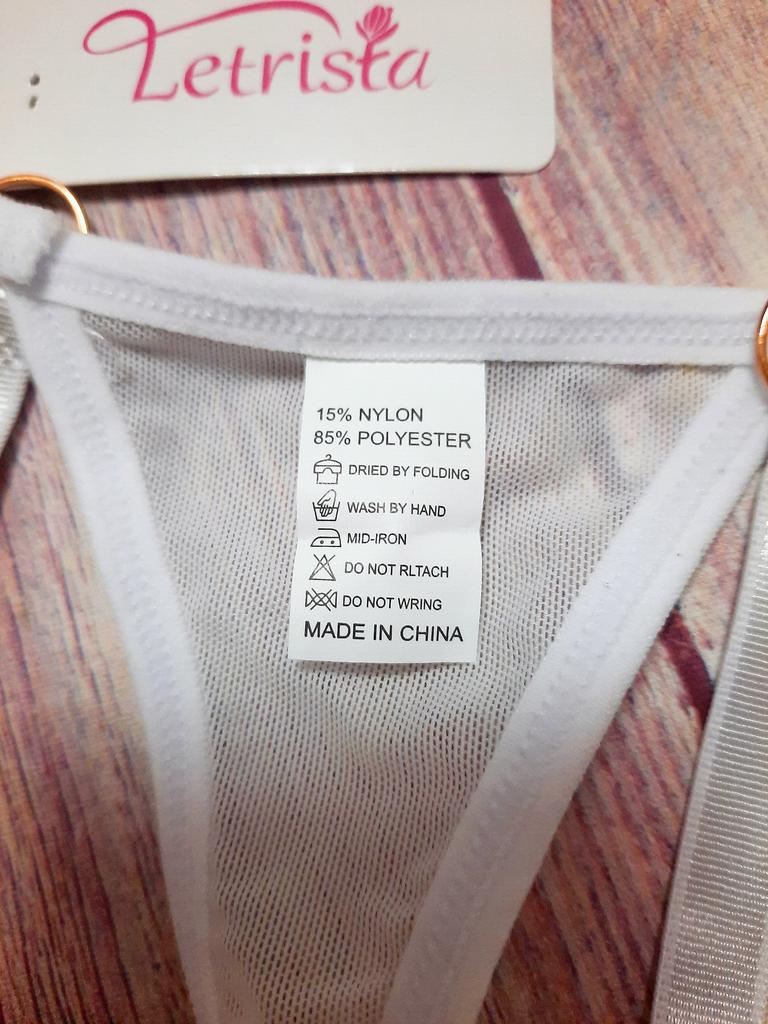 Letrista
15% NYLON
85% POLYESTER
DRIED BY FOLDING
WASH BY HAND
MID-IRON
DO NOT RLTACH
DO NOT WRING
MADE IN CHINA